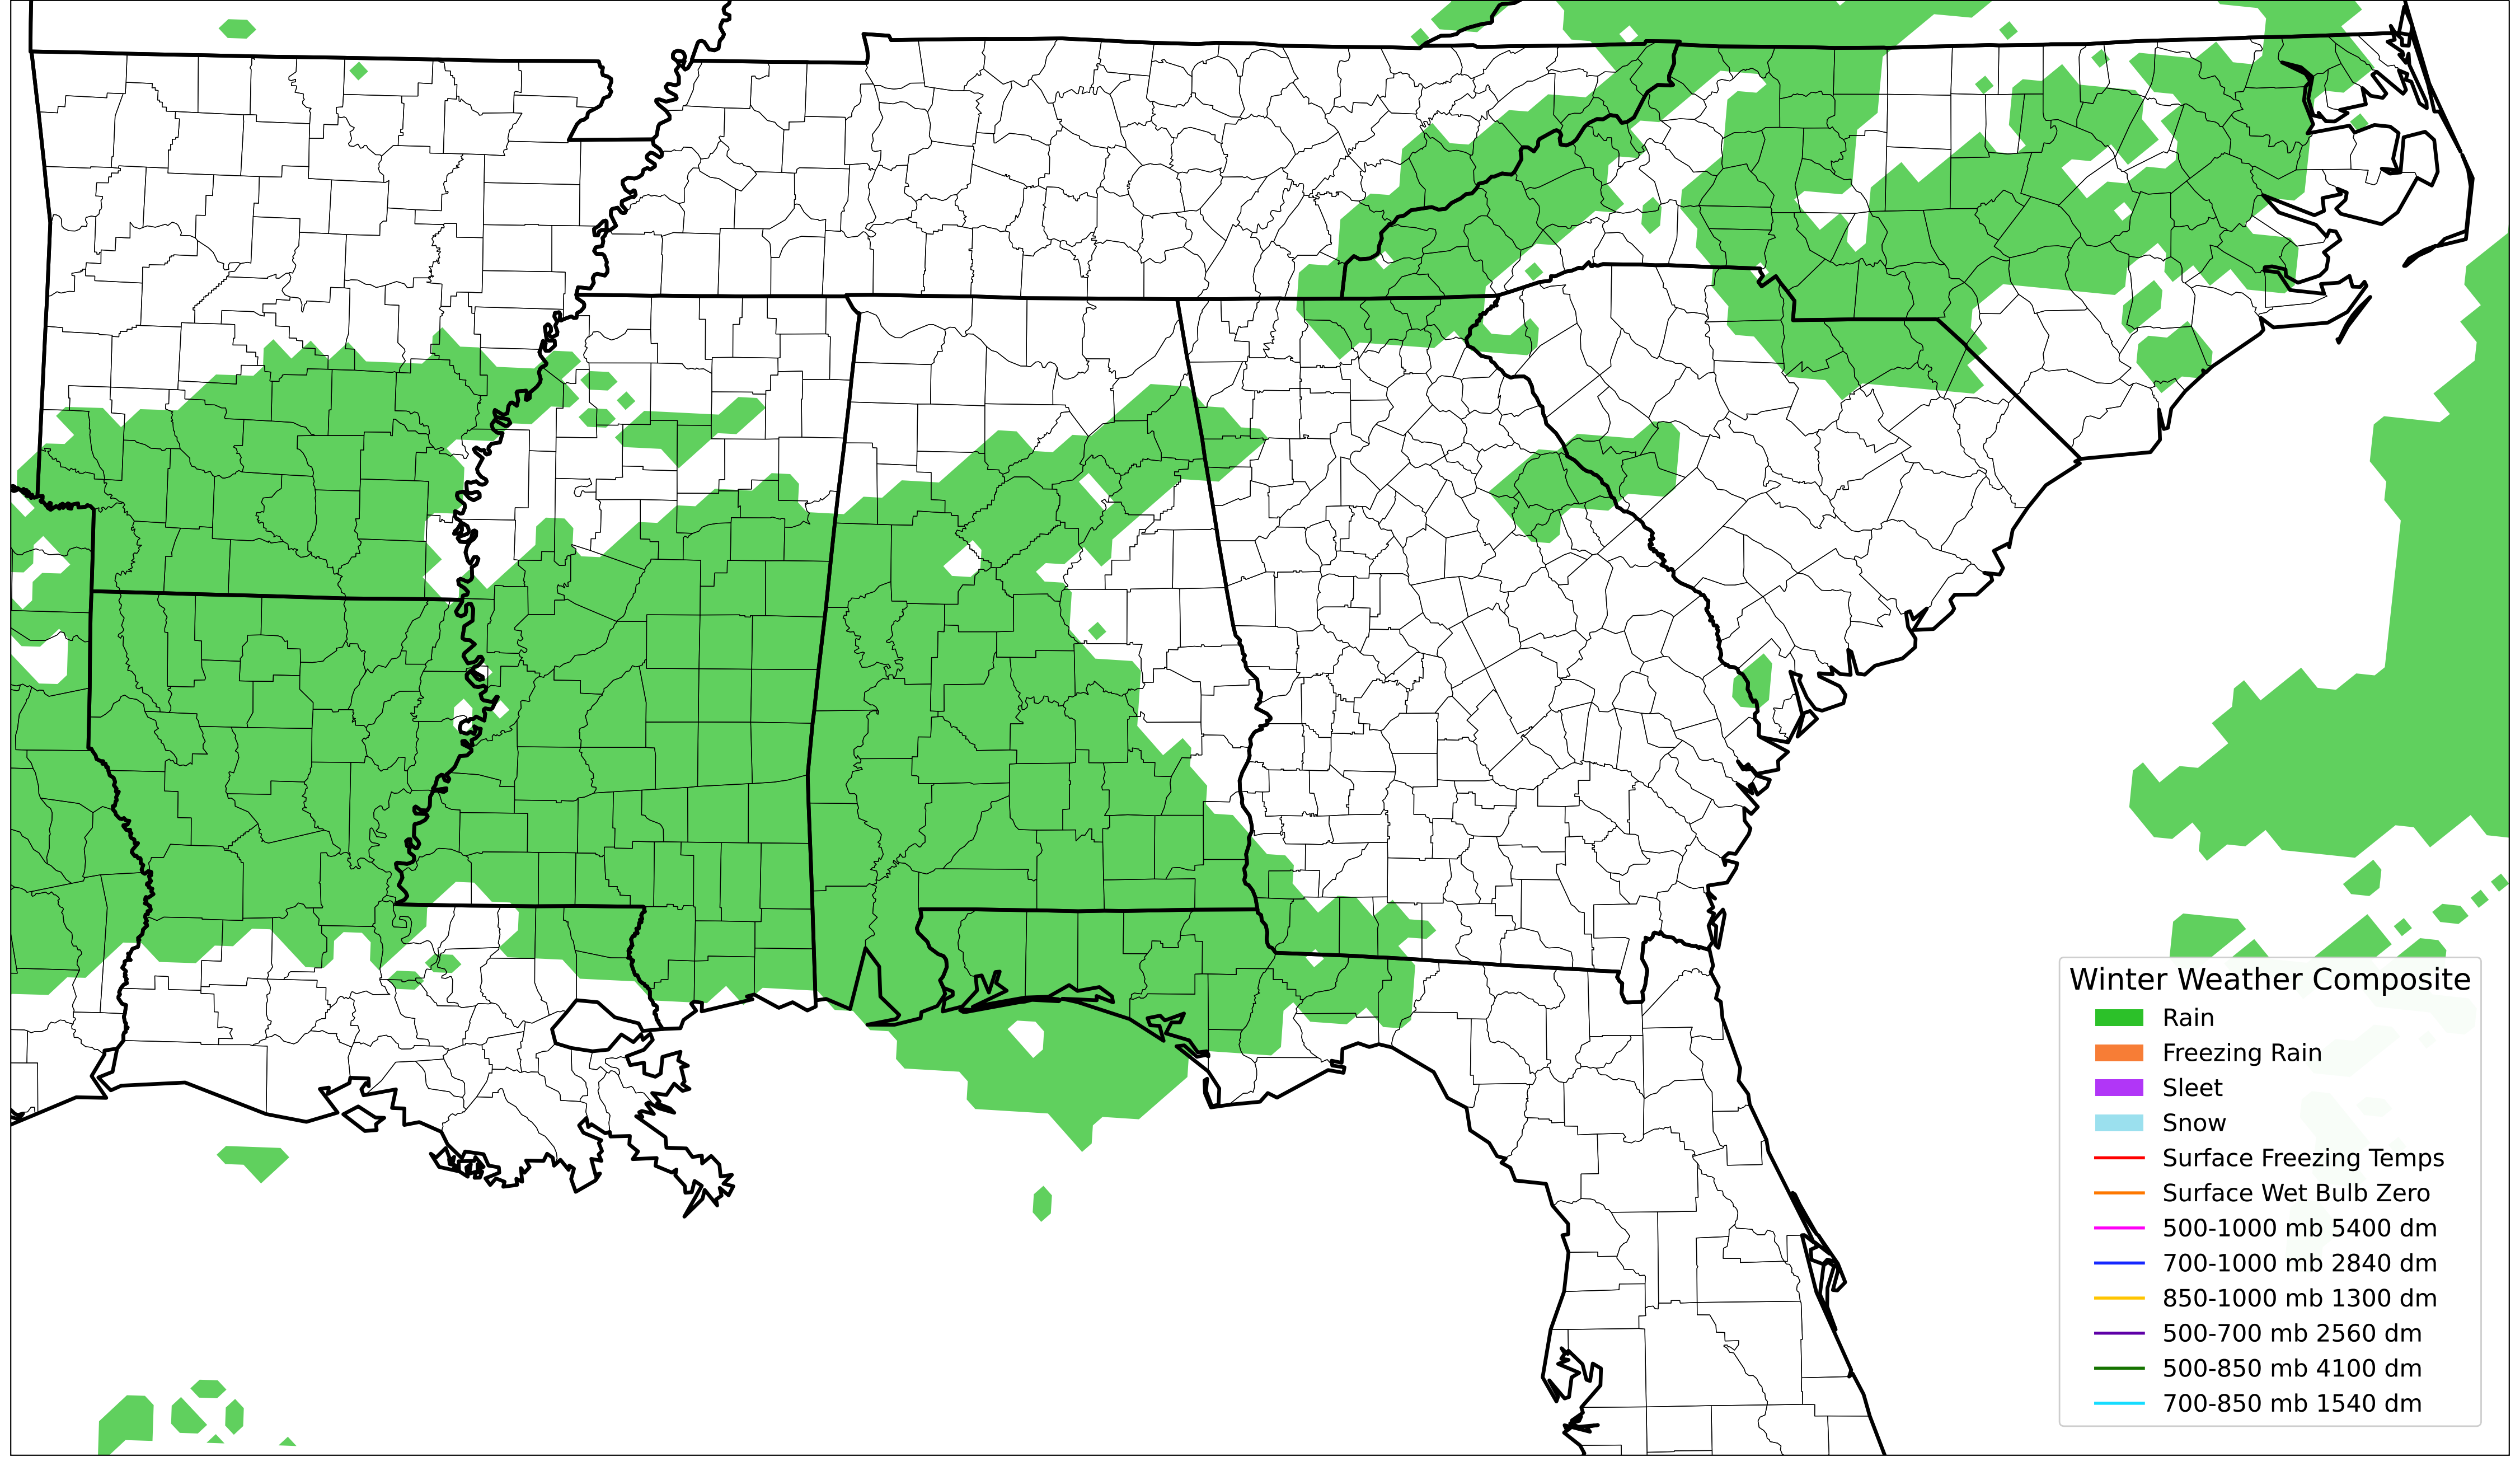 Winter Weather Composite
Rain
Freezing Rain
Sleet
Snow
Surface Freezing Temps
Surface Wet Bulb Zero
500-1000 mb 5400 dm
700-1000 mb 2840 dm
850-1000 mb 1300 dm
500-700 mb 2560 dm
500-850 mb 4100 dm
700-850 mb 1540 dm